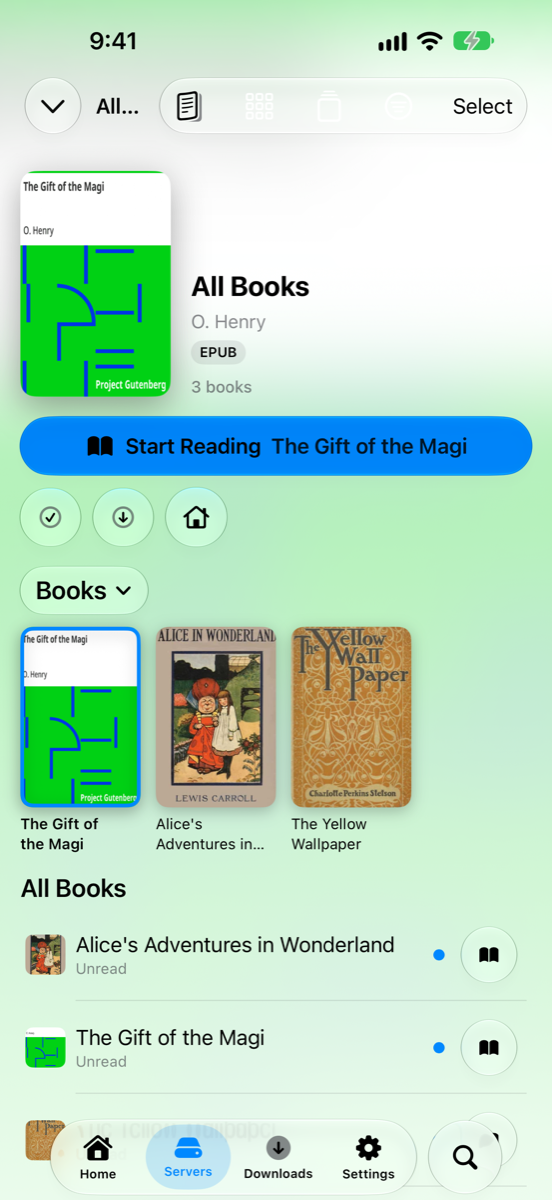 9:41
All...
Select
The Gift of the Magi
O. Henry
Project Gutenberg
All Books
O. Henry
EPUB
3 books
Start Reading The Gift of the Magi
Books
The Gift of the Magi
O. Henry
Project Gutenberg
ALICE IN WONDERLAND
LEWIS CARROLL
The Yellow
Wall
Paper
Charlotte Perkins Stetson
The Gift of
the Magi
Alice's
Adventures in...
The Yellow
Wallpaper
All Books
Alice's Adventures in Wonderland
Unread
The Gift of the Magi
Unread
Home
Servers
Downloads
Settings